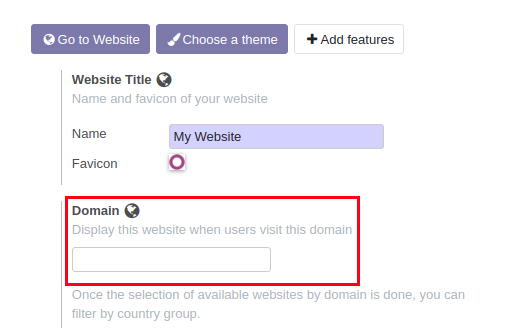 Go to Website Choose a theme Add features
Website Title
Name and favicon of your website
Name My Website
Favicon
Domain
Display this website when users visit this domain
Once the selection of available websites by domain is done, you can
filter by country group.